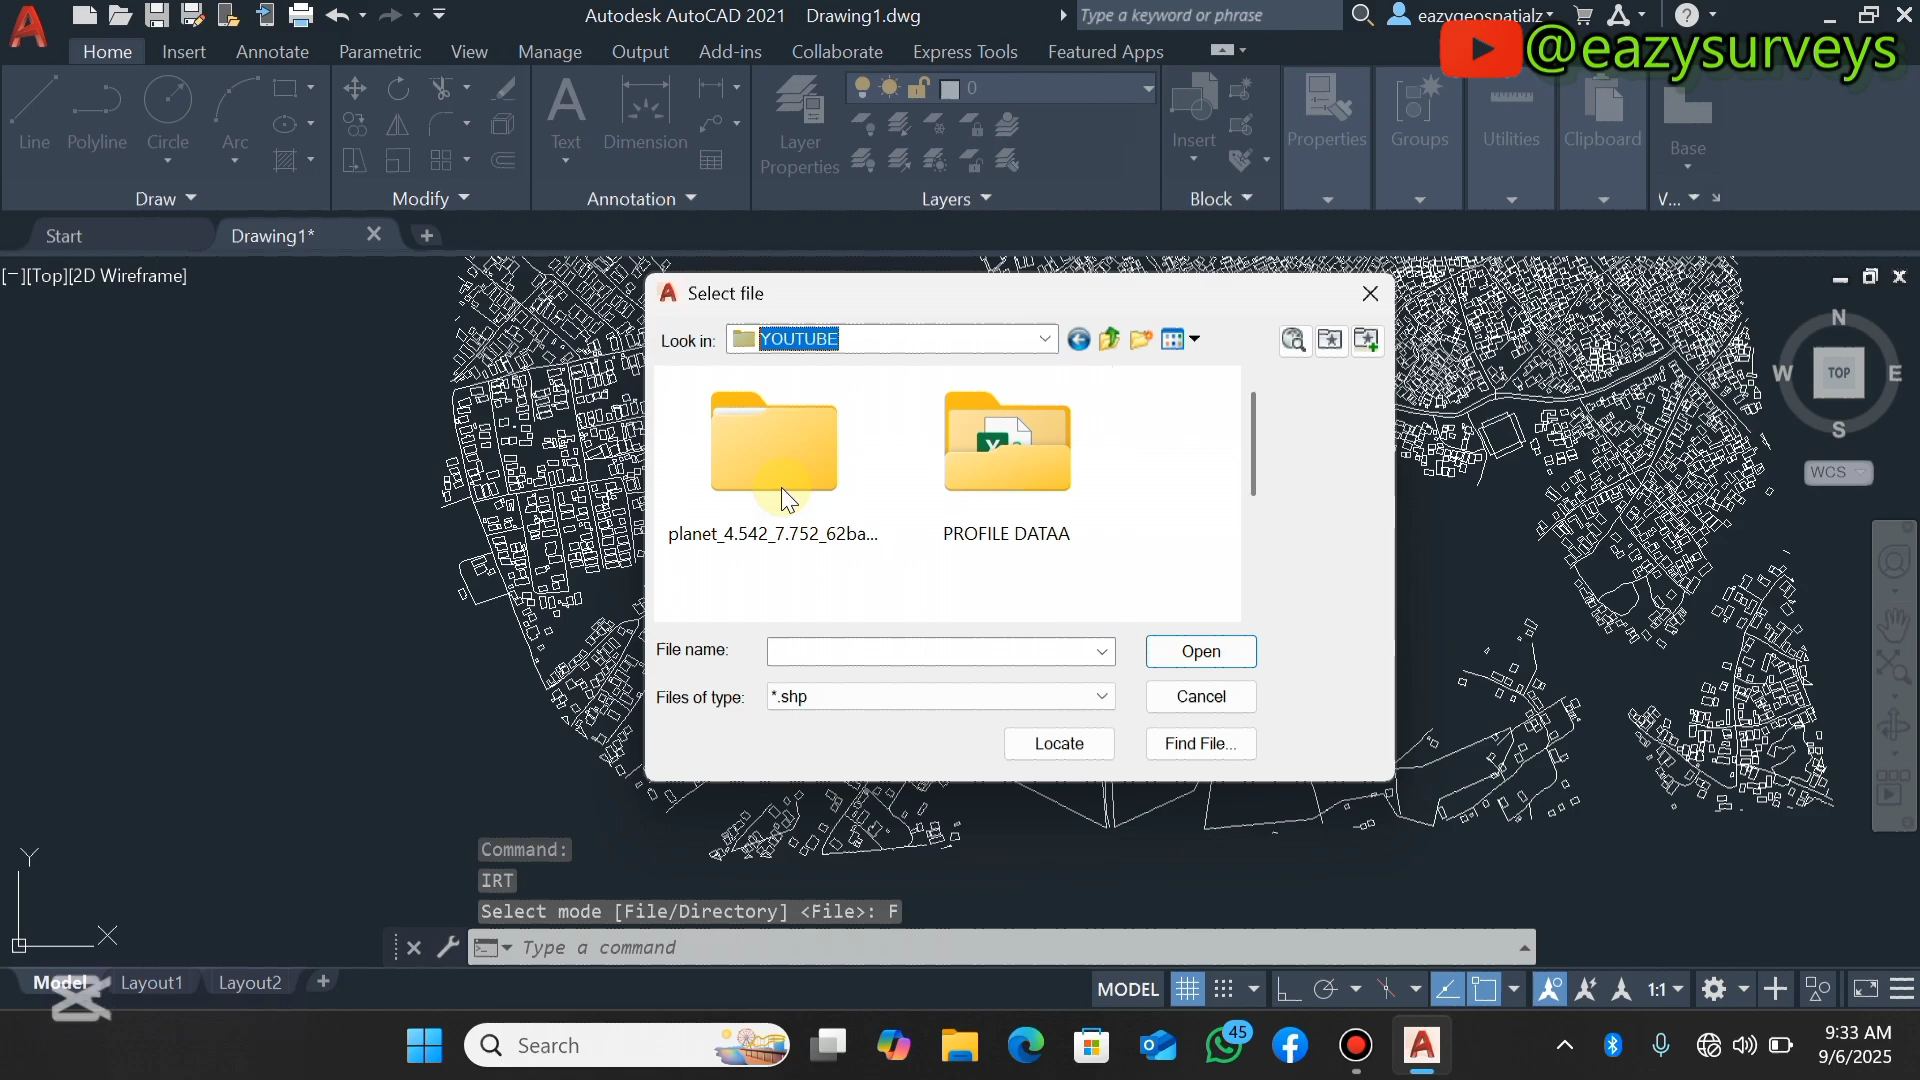 Autodesk AutoCAD 2021 Drawing1.dwg
Type a keyword or phrase
eazygeospatialz
@eazysurveys
Home Insert Annotate Parametric View Manage Output Add-ins Collaborate Express Tools Featured Apps
0
Line Polyline Circle Arc
Text Dimension
Layer
Properties
Insert
Properties
Groups
Utilities
Clipboard
Base
Draw Modify Annotation Layers Block V...
Start
Drawing1*
[−][Top][2D Wireframe]
N
W TOP E
S
WCS
Select file
Look in: YOUTUBE
planet_4.542_7.752_62ba...
PROFILE DATAA
File name:
Open
Files of type: *.shp
Cancel
Locate
Find File...
Y
X
Command:
IRT
Select mode [File/Directory] <File>: F
Type a command
Model Layout1 Layout2
MODEL
1:1
Search
45
9:33 AM
9/6/2025